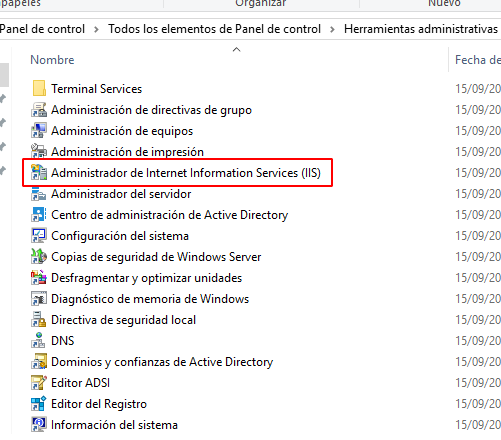 papeles Organizar Nuevo
Panel de control > Todos los elementos de Panel de control > Herramientas administrativas
Nombre Fecha de
Terminal Services 15/09/20
Administración de directivas de grupo 15/09/20
Administración de equipos 15/09/20
Administración de impresión 15/09/20
Administrador de Internet Information Services (IIS) 15/09/20
Administrador del servidor 15/09/20
Centro de administración de Active Directory 15/09/20
Configuración del sistema 15/09/20
Copias de seguridad de Windows Server 15/09/20
Desfragmentar y optimizar unidades 15/09/20
Diagnóstico de memoria de Windows 15/09/20
Directiva de seguridad local 15/09/20
DNS 15/09/20
Dominios y confianzas de Active Directory 15/09/20
Editor ADSI 15/09/20
Editor del Registro 15/09/20
Información del sistema 15/09/20